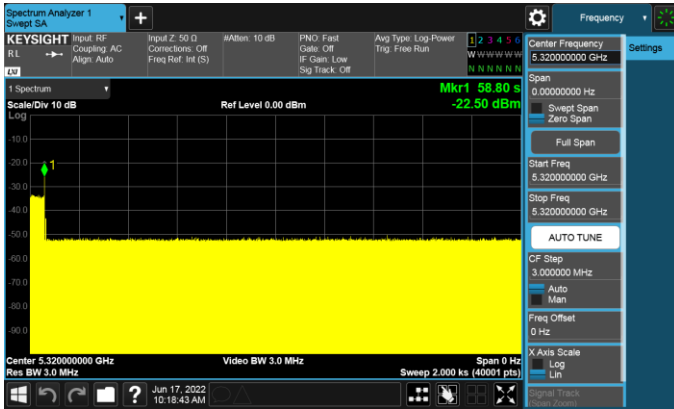 Spectrum Analyzer 1
Swept SA
Frequency
KEYSIGHT
RL
LXI
Input: RF
Coupling: AC
Align: Auto
Input Z: 50 Ω
Corrections: Off
Freq Ref: Int (S)
#Atten: 10 dB
PNO: Fast
Gate: Off
IF Gain: Low
Sig Track: Off
Avg Type: Log-Power
Trig: Free Run
1 2 3 4 5 6
W W W W W W
N N N N N N
1 Spectrum
Scale/Div 10 dB
Ref Level 0.00 dBm
Mkr1 58.80 s
-22.50 dBm
Log
-10.0
-20.0
-30.0
-40.0
-50.0
-60.0
-70.0
-80.0
-90.0
1
Center 5.320000000 GHz
Res BW 3.0 MHz
Video BW 3.0 MHz
Span 0 Hz
Sweep 2.000 ks (40001 pts)
?
Jun 17, 2022
10:18:43 AM
Center Frequency
5.320000000 GHz
Span
0.00000000 Hz
Swept Span
Zero Span
Full Span
Start Freq
5.320000000 GHz
Stop Freq
5.320000000 GHz
AUTO TUNE
CF Step
3.000000 MHz
Auto
Man
Freq Offset
0 Hz
X Axis Scale
Log
Lin
Signal Track
(Span Zoom)
Settings